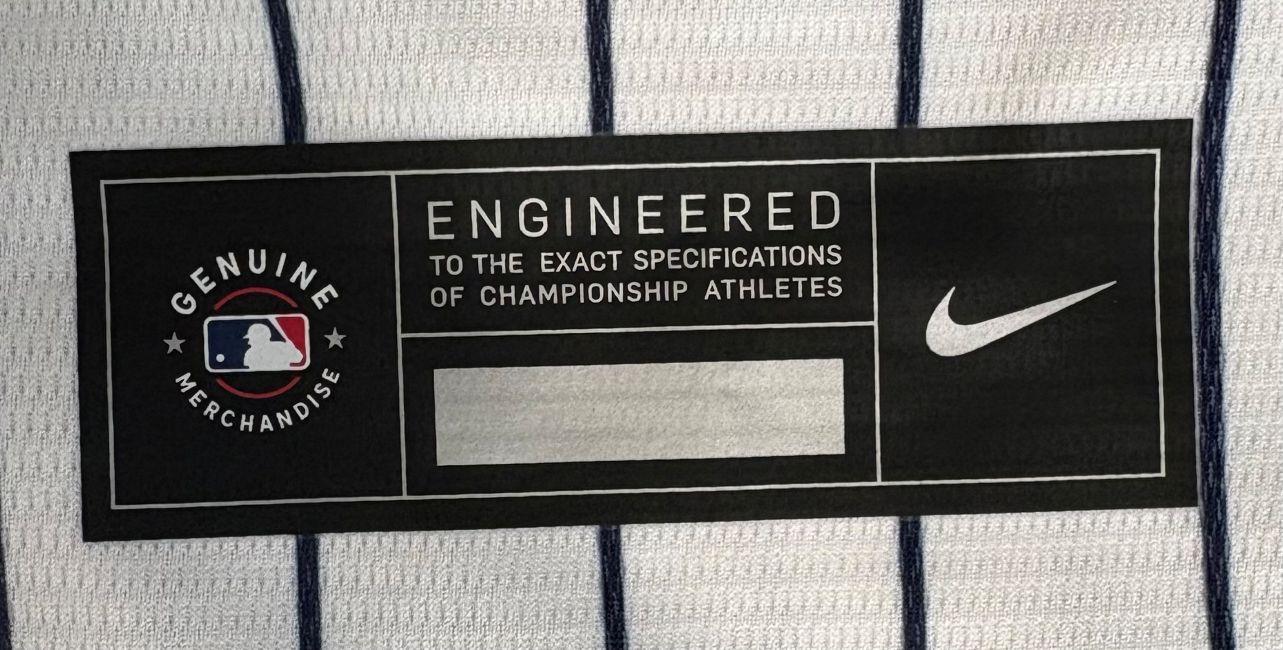 GENUINE
MERCHANDISE
ENGINEERED
TO THE EXACT SPECIFICATIONS
OF CHAMPIONSHIP ATHLETES